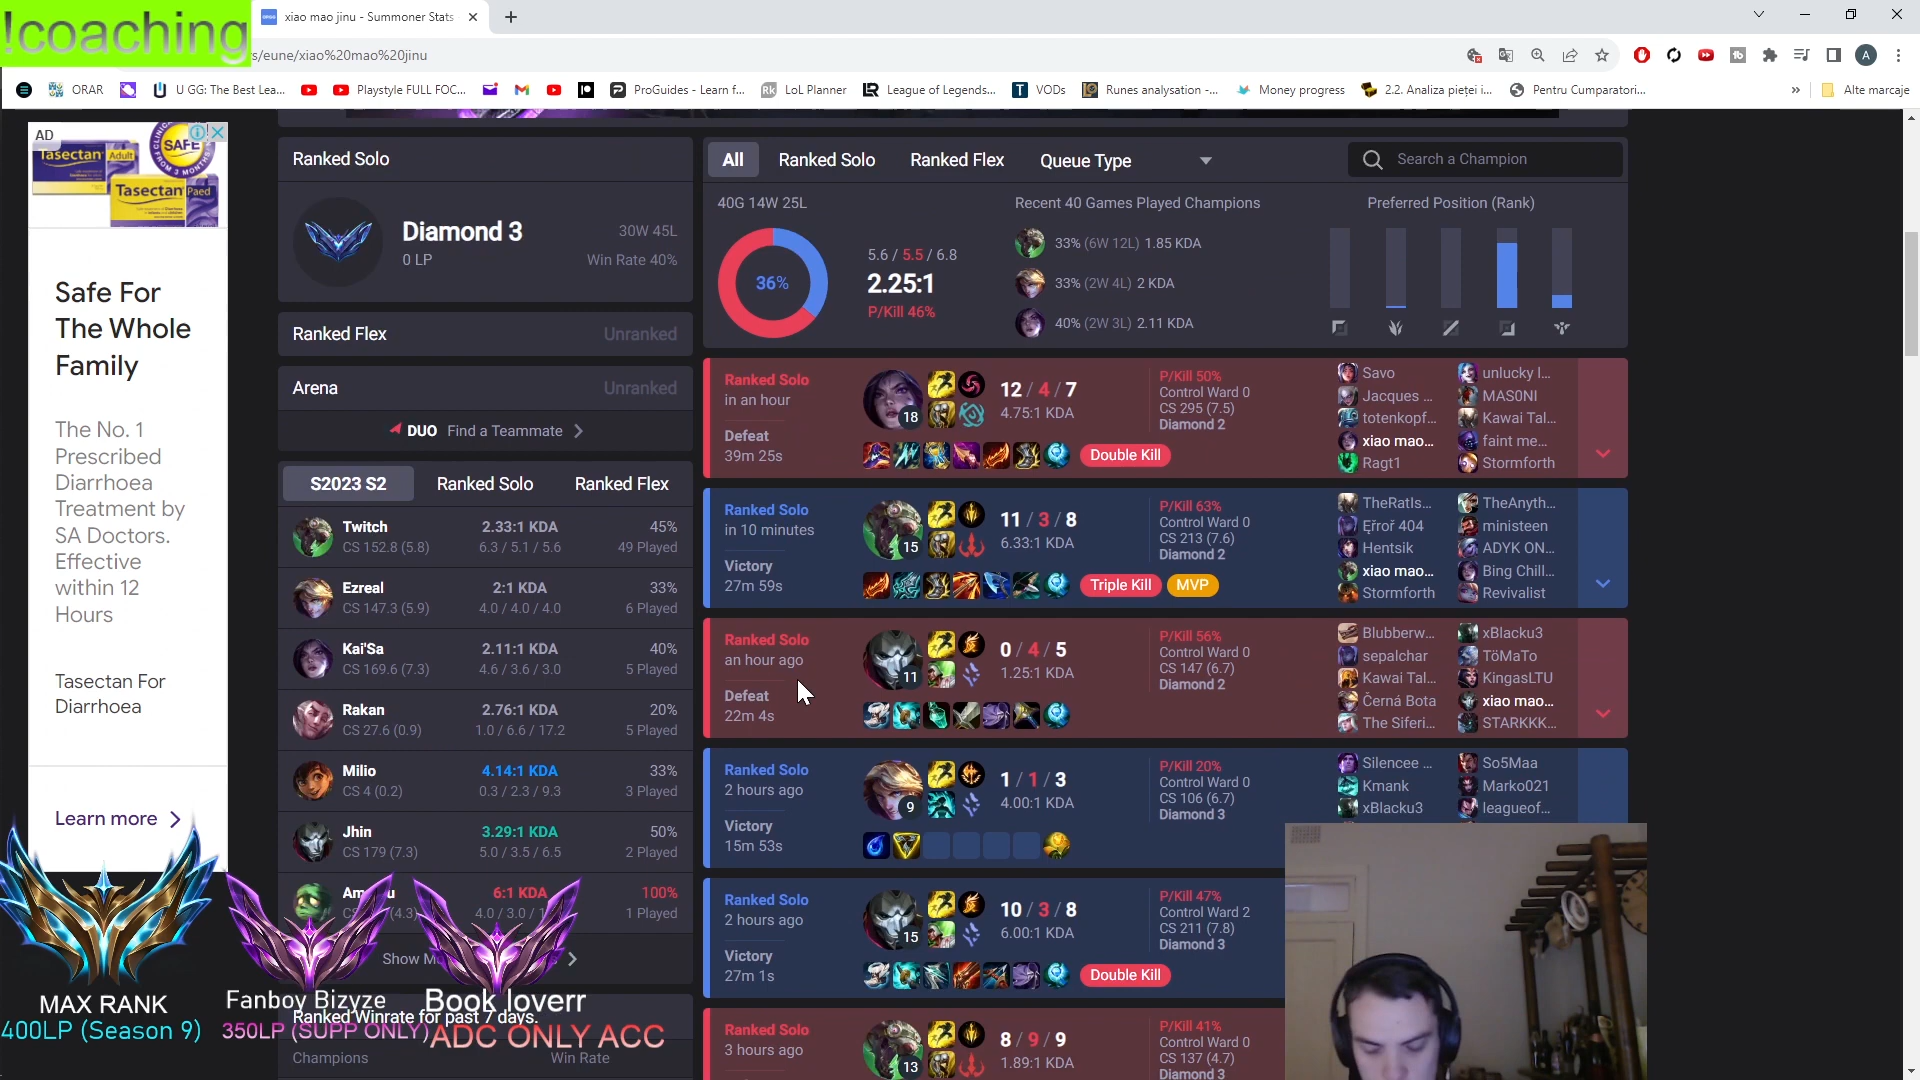 !coaching
xiao mao jinu - Summoner Stats
s/eune/xiao%20mao%20jinu
A
ORAR
U GG: The Best Lea...
Playstyle FULL FOC...
ProGuides - Learn f...
LoL Planner
League of Legends...
VODs
Runes analysation -...
Money progress
2.2. Analiza pieței i...
Pentru Cumparatori...
»
Alte marcaje
AD
SAFE
Tasectan Adult
Tasectan Paed
Safe For
The Whole
Family
The No. 1
Prescribed
Diarrhoea
Treatment by
SA Doctors.
Effective
within 12
Hours
Tasectan For
Diarrhoea
Learn more
Ranked Solo
Diamond 3
0 LP
30W 45L
Win Rate 40%
Ranked Flex
Unranked
Arena
Unranked
DUO Find a Teammate
S2023 S2
Ranked Solo
Ranked Flex
Twitch 2.33:1 KDA 45%
CS 152.8 (5.8) 6.3 / 5.1 / 5.6 49 Played
Ezreal 2:1 KDA 33%
CS 147.3 (5.9) 4.0 / 4.0 / 4.0 6 Played
Kai'Sa 2.11:1 KDA 40%
CS 169.6 (7.3) 4.6 / 3.6 / 3.0 5 Played
Rakan 2.76:1 KDA 20%
CS 27.6 (0.9) 1.0 / 6.6 / 17.2 5 Played
Milio 4.14:1 KDA 33%
CS 4 (0.2) 0.3 / 2.3 / 9.3 3 Played
Jhin 3.29:1 KDA 50%
CS 179 (7.3) 5.0 / 3.5 / 6.5 2 Played
6:1 KDA 100%
(4.3) 4.0 / 3.0 / 1 Played
Show
Ranked Winrate for past 7 days.
Champions
Win Rate
MAX RANK
400LP (Season 9)
Fanboy Bizyze
350LP (SUPP ONLY)
Book loverr
ADC ONLY ACC
All
Ranked Solo
Ranked Flex
Queue Type
Search a Champion
40G 14W 25L
36%
5.6 / 5.5 / 6.8
2.25:1
P/Kill 46%
Recent 40 Games Played Champions
33% (6W 12L) 1.85 KDA
33% (2W 4L) 2 KDA
40% (2W 3L) 2.11 KDA
Preferred Position (Rank)
Ranked Solo
in an hour
Defeat
39m 25s
18
12 / 4 / 7
4.75:1 KDA
Double Kill
P/Kill 50%
Control Ward 0
CS 295 (7.5)
Diamond 2
Savo
Jacques ...
totenkopf...
xiao mao...
Ragt1
unlucky l...
MAS0NI
Kawai Tal...
faint me...
Stormforth
Ranked Solo
in 10 minutes
Victory
27m 59s
15
11 / 3 / 8
6.33:1 KDA
Triple Kill
MVP
P/Kill 63%
Control Ward 0
CS 213 (7.6)
Diamond 2
TheRatIs...
Ęřroř 404
Hentsik
xiao mao...
Stormforth
TheAnyth...
ministeen
ADYK ON...
Bing Chill...
Revivalist
Ranked Solo
an hour ago
Defeat
22m 4s
11
0 / 4 / 5
1.25:1 KDA
P/Kill 56%
Control Ward 0
CS 147 (6.7)
Diamond 2
Blubberw...
sepalchar
Kawai Tal...
Černá Bota
The Siferi...
xBlacku3
TöMaTo
KingasLTU
xiao mao...
STARKKK...
Ranked Solo
2 hours ago
Victory
15m 53s
9
1 / 1 / 3
4.00:1 KDA
P/Kill 20%
Control Ward 0
CS 106 (6.7)
Diamond 3
Silencee ...
Kmank
xBlacku3
So5Maa
Marko021
leagueof...
Ranked Solo
2 hours ago
Victory
27m 1s
15
10 / 3 / 8
6.00:1 KDA
Double Kill
P/Kill 47%
Control Ward 2
CS 211 (7.8)
Diamond 3
Ranked Solo
3 hours ago
13
8 / 9 / 9
1.89:1 KDA
P/Kill 41%
Control Ward 0
CS 137 (4.7)
Diamond 3